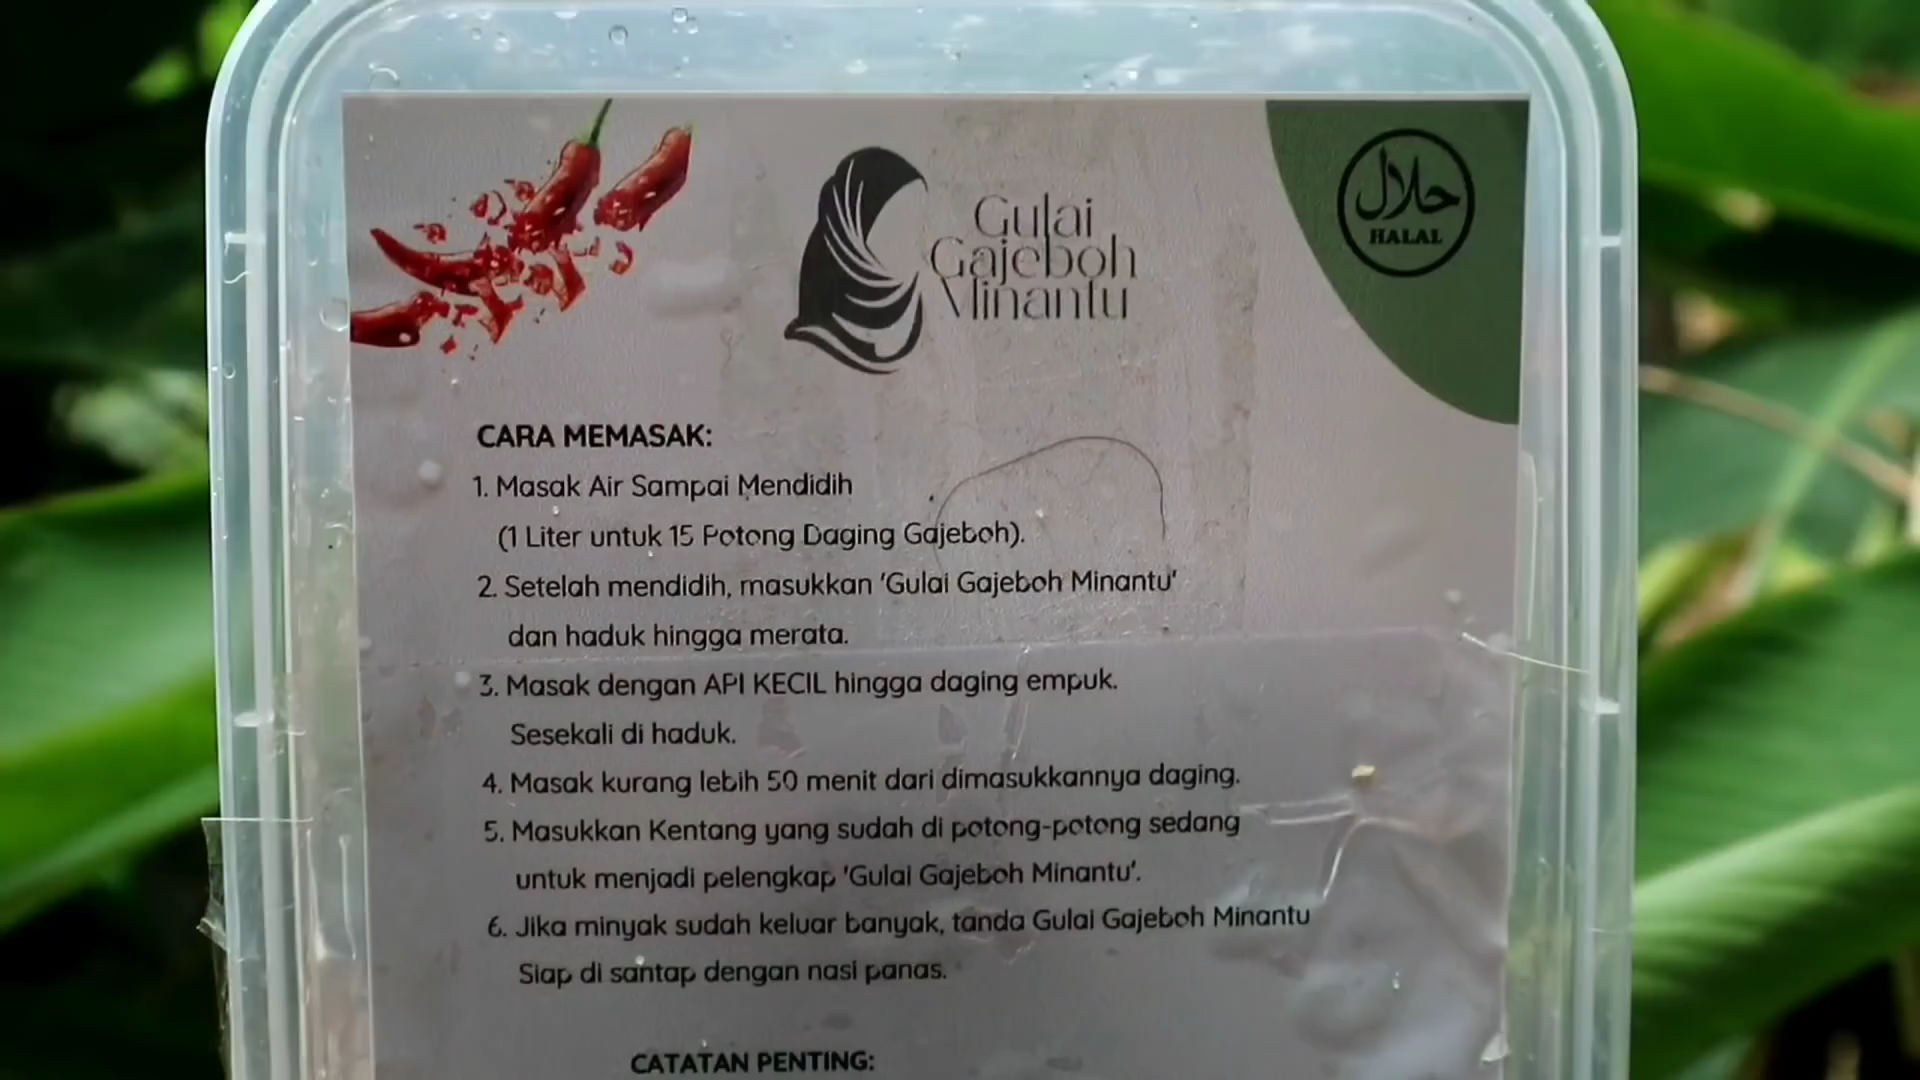 Gulai
Gajeboh
Minantu
حلال
HALAL
CARA MEMASAK:
1. Masak Air Sampai Mendidih
(1 Liter untuk 15 Potong Daging Gajeboh).
2. Setelah mendidih, masukkan 'Gulai Gajeboh Minantu'
dan haduk hingga merata.
3. Masak dengan API KECIL hingga daging empuk.
Sesekali di haduk.
4. Masak kurang lebih 50 menit dari dimasukkannya daging.
5. Masukkan Kentang yang sudah di potong-potong sedang
untuk menjadi pelengkap 'Gulai Gajeboh Minantu'.
6. Jika minyak sudah keluar banyak, tanda Gulai Gajeboh Minantu
Siap di santap dengan nasi panas.
CATATAN PENTING: